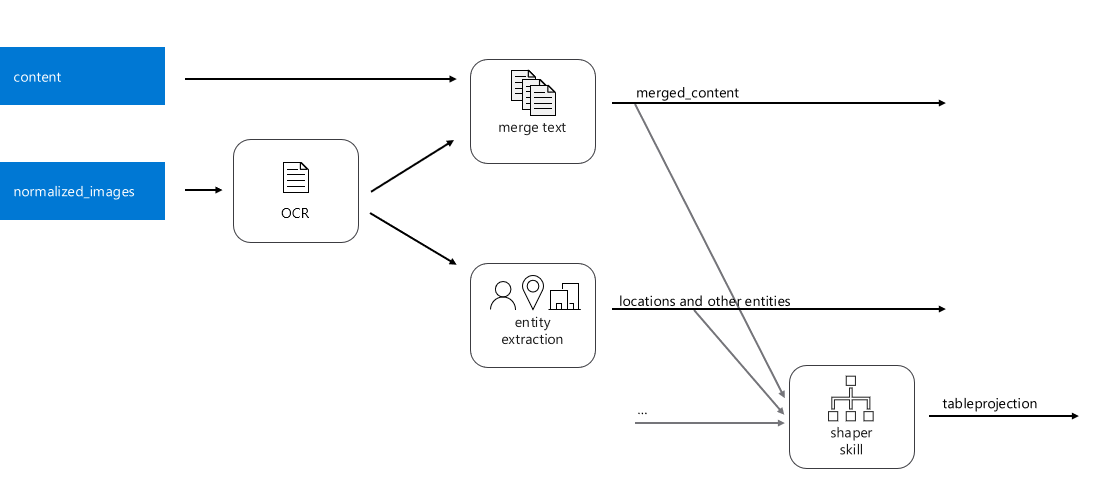 content
merged_content
merge text
normalized_images
OCR
locations and other entities
entity
extraction
...
tableprojection
shaper
skill